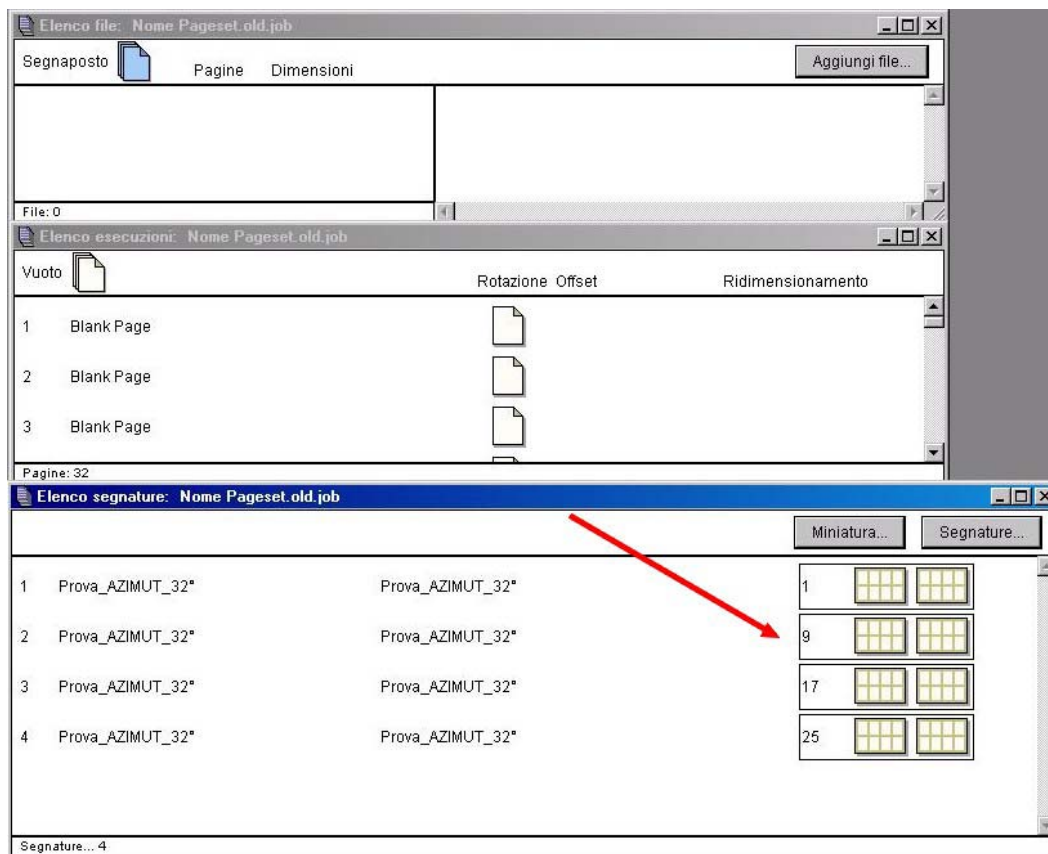 Elenco file: Nome Pageset.old.job
Segnaposto Pagine Dimensioni Aggiungi file...
File: 0
Elenco esecuzioni: Nome Pageset.old.job
Vuoto Rotazione Offset Ridimensionamento
1 Blank Page
2 Blank Page
3 Blank Page
Pagine: 32
Elenco segnature: Nome Pageset.old.job
Miniatura... Segnature...
1 Prova_AZIMUT_32° Prova_AZIMUT_32° 1
2 Prova_AZIMUT_32° Prova_AZIMUT_32° 9
3 Prova_AZIMUT_32° Prova_AZIMUT_32° 17
4 Prova_AZIMUT_32° Prova_AZIMUT_32° 25
Segnature... 4